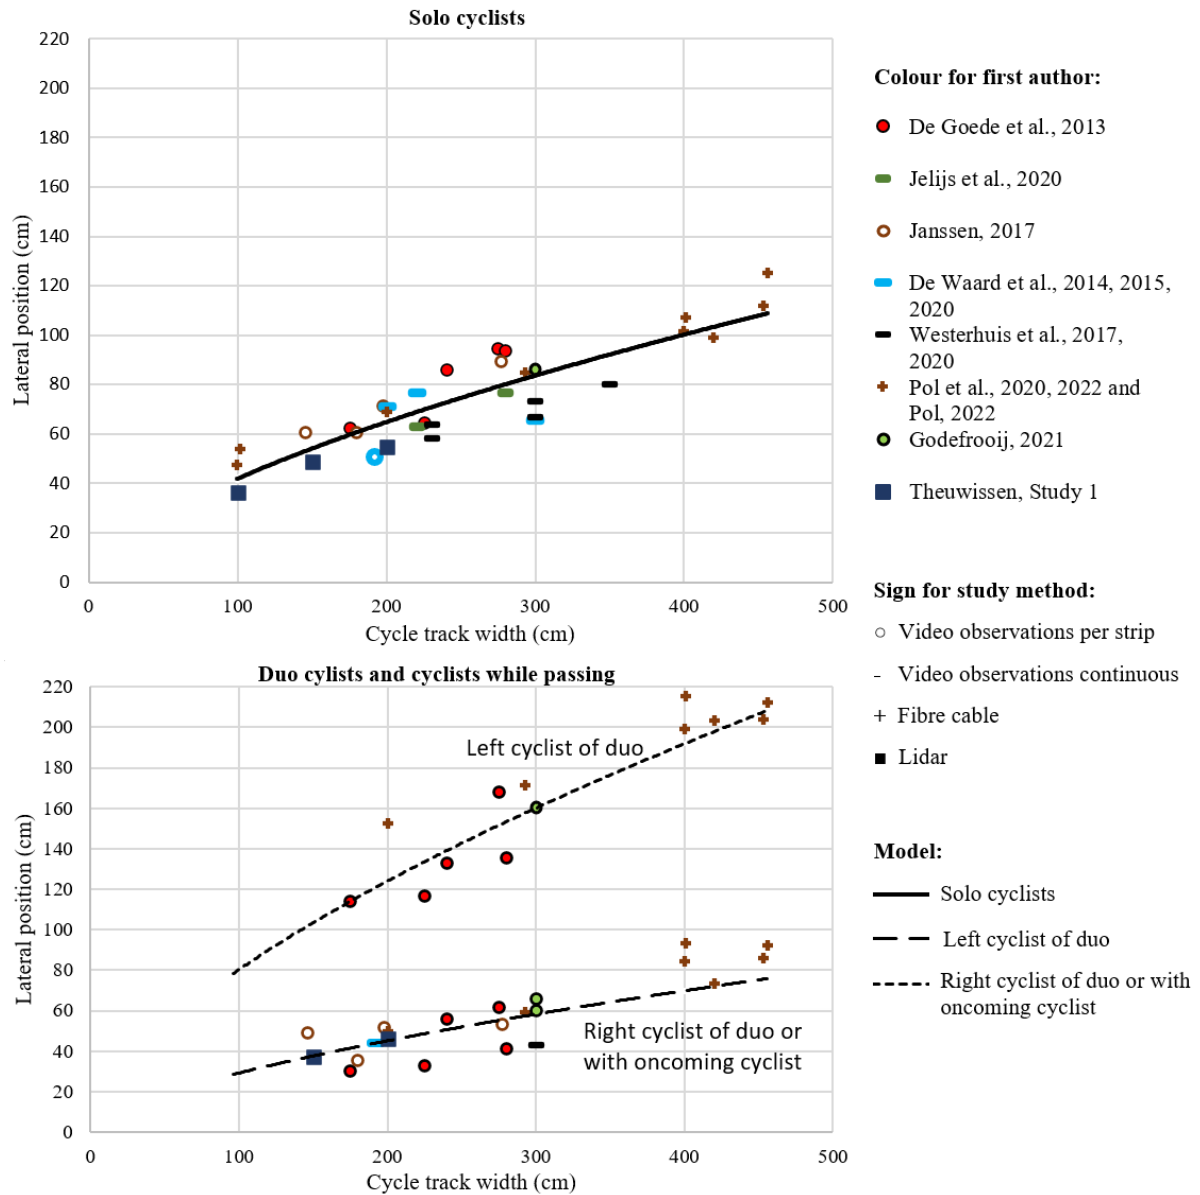 Solo cyclists
220
200
180
160
140
120
100
80
60
40
20
0
Lateral position (cm)
0 100 200 300 400 500
Cycle track width (cm)
Colour for first author:
De Goede et al., 2013
Jelijs et al., 2020
Janssen, 2017
De Waard et al., 2014, 2015,
2020
Westerhuis et al., 2017,
2020
Pol et al., 2020, 2022 and
Pol, 2022
Godefrooij, 2021
Theuwissen, Study 1
Sign for study method:
Video observations per strip
Video observations continuous
Fibre cable
Lidar
Model:
Solo cyclists
Left cyclist of duo
Right cyclist of duo or with
oncoming cyclist
Duo cylists and cyclists while passing
220
200
180
160
140
120
100
80
60
40
20
0
Lateral position (cm)
Left cyclist of duo
Right cyclist of duo or
with oncoming cyclist
0 100 200 300 400 500
Cycle track width (cm)